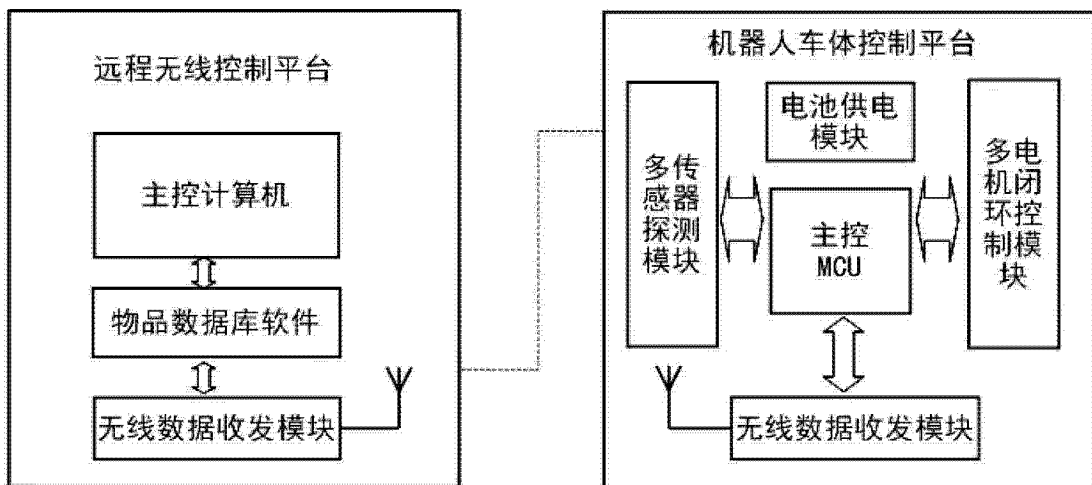 远程无线控制平台
主控计算机
物品数据库软件
无线数据收发模块
机器人车体控制平台
多传
感器
探测
模块
电池供电
模块
主控
MCU
多电
机闭
环控
制模
块
无线数据收发模块